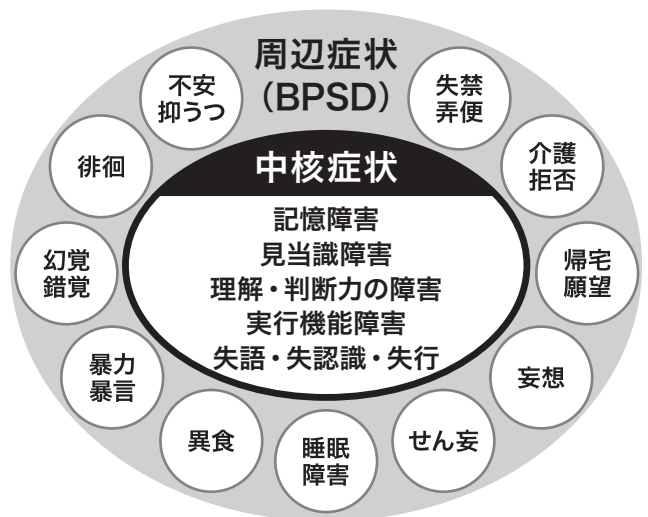 周辺症状
（BPSD）
不安
抑うつ
失禁
弄便
徘徊
介護
拒否
幻覚
錯覚
帰宅
願望
暴力
暴言
妄想
異食
睡眠
障害
せん妄
中核症状
記憶障害
見当識障害
理解・判断力の障害
実行機能障害
失語・失認識・失行